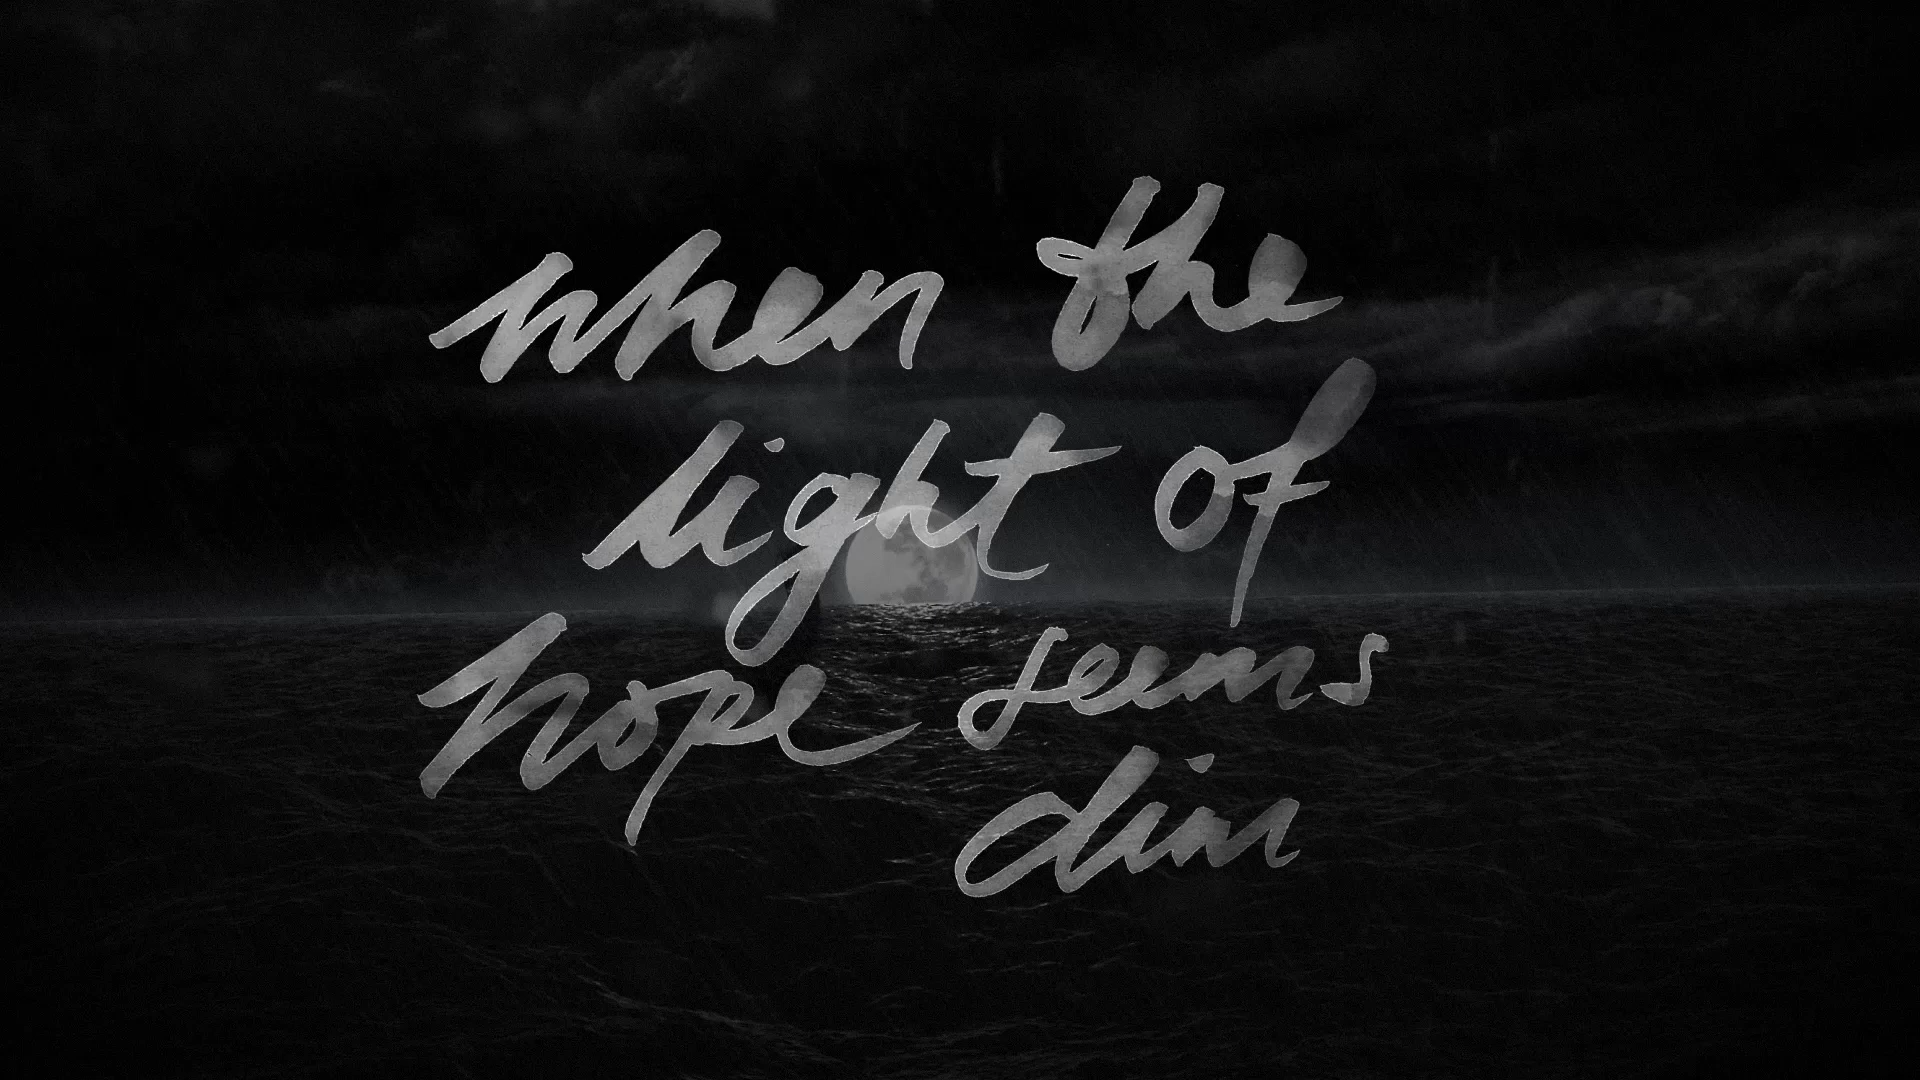 when the
light of
hope seems
dim